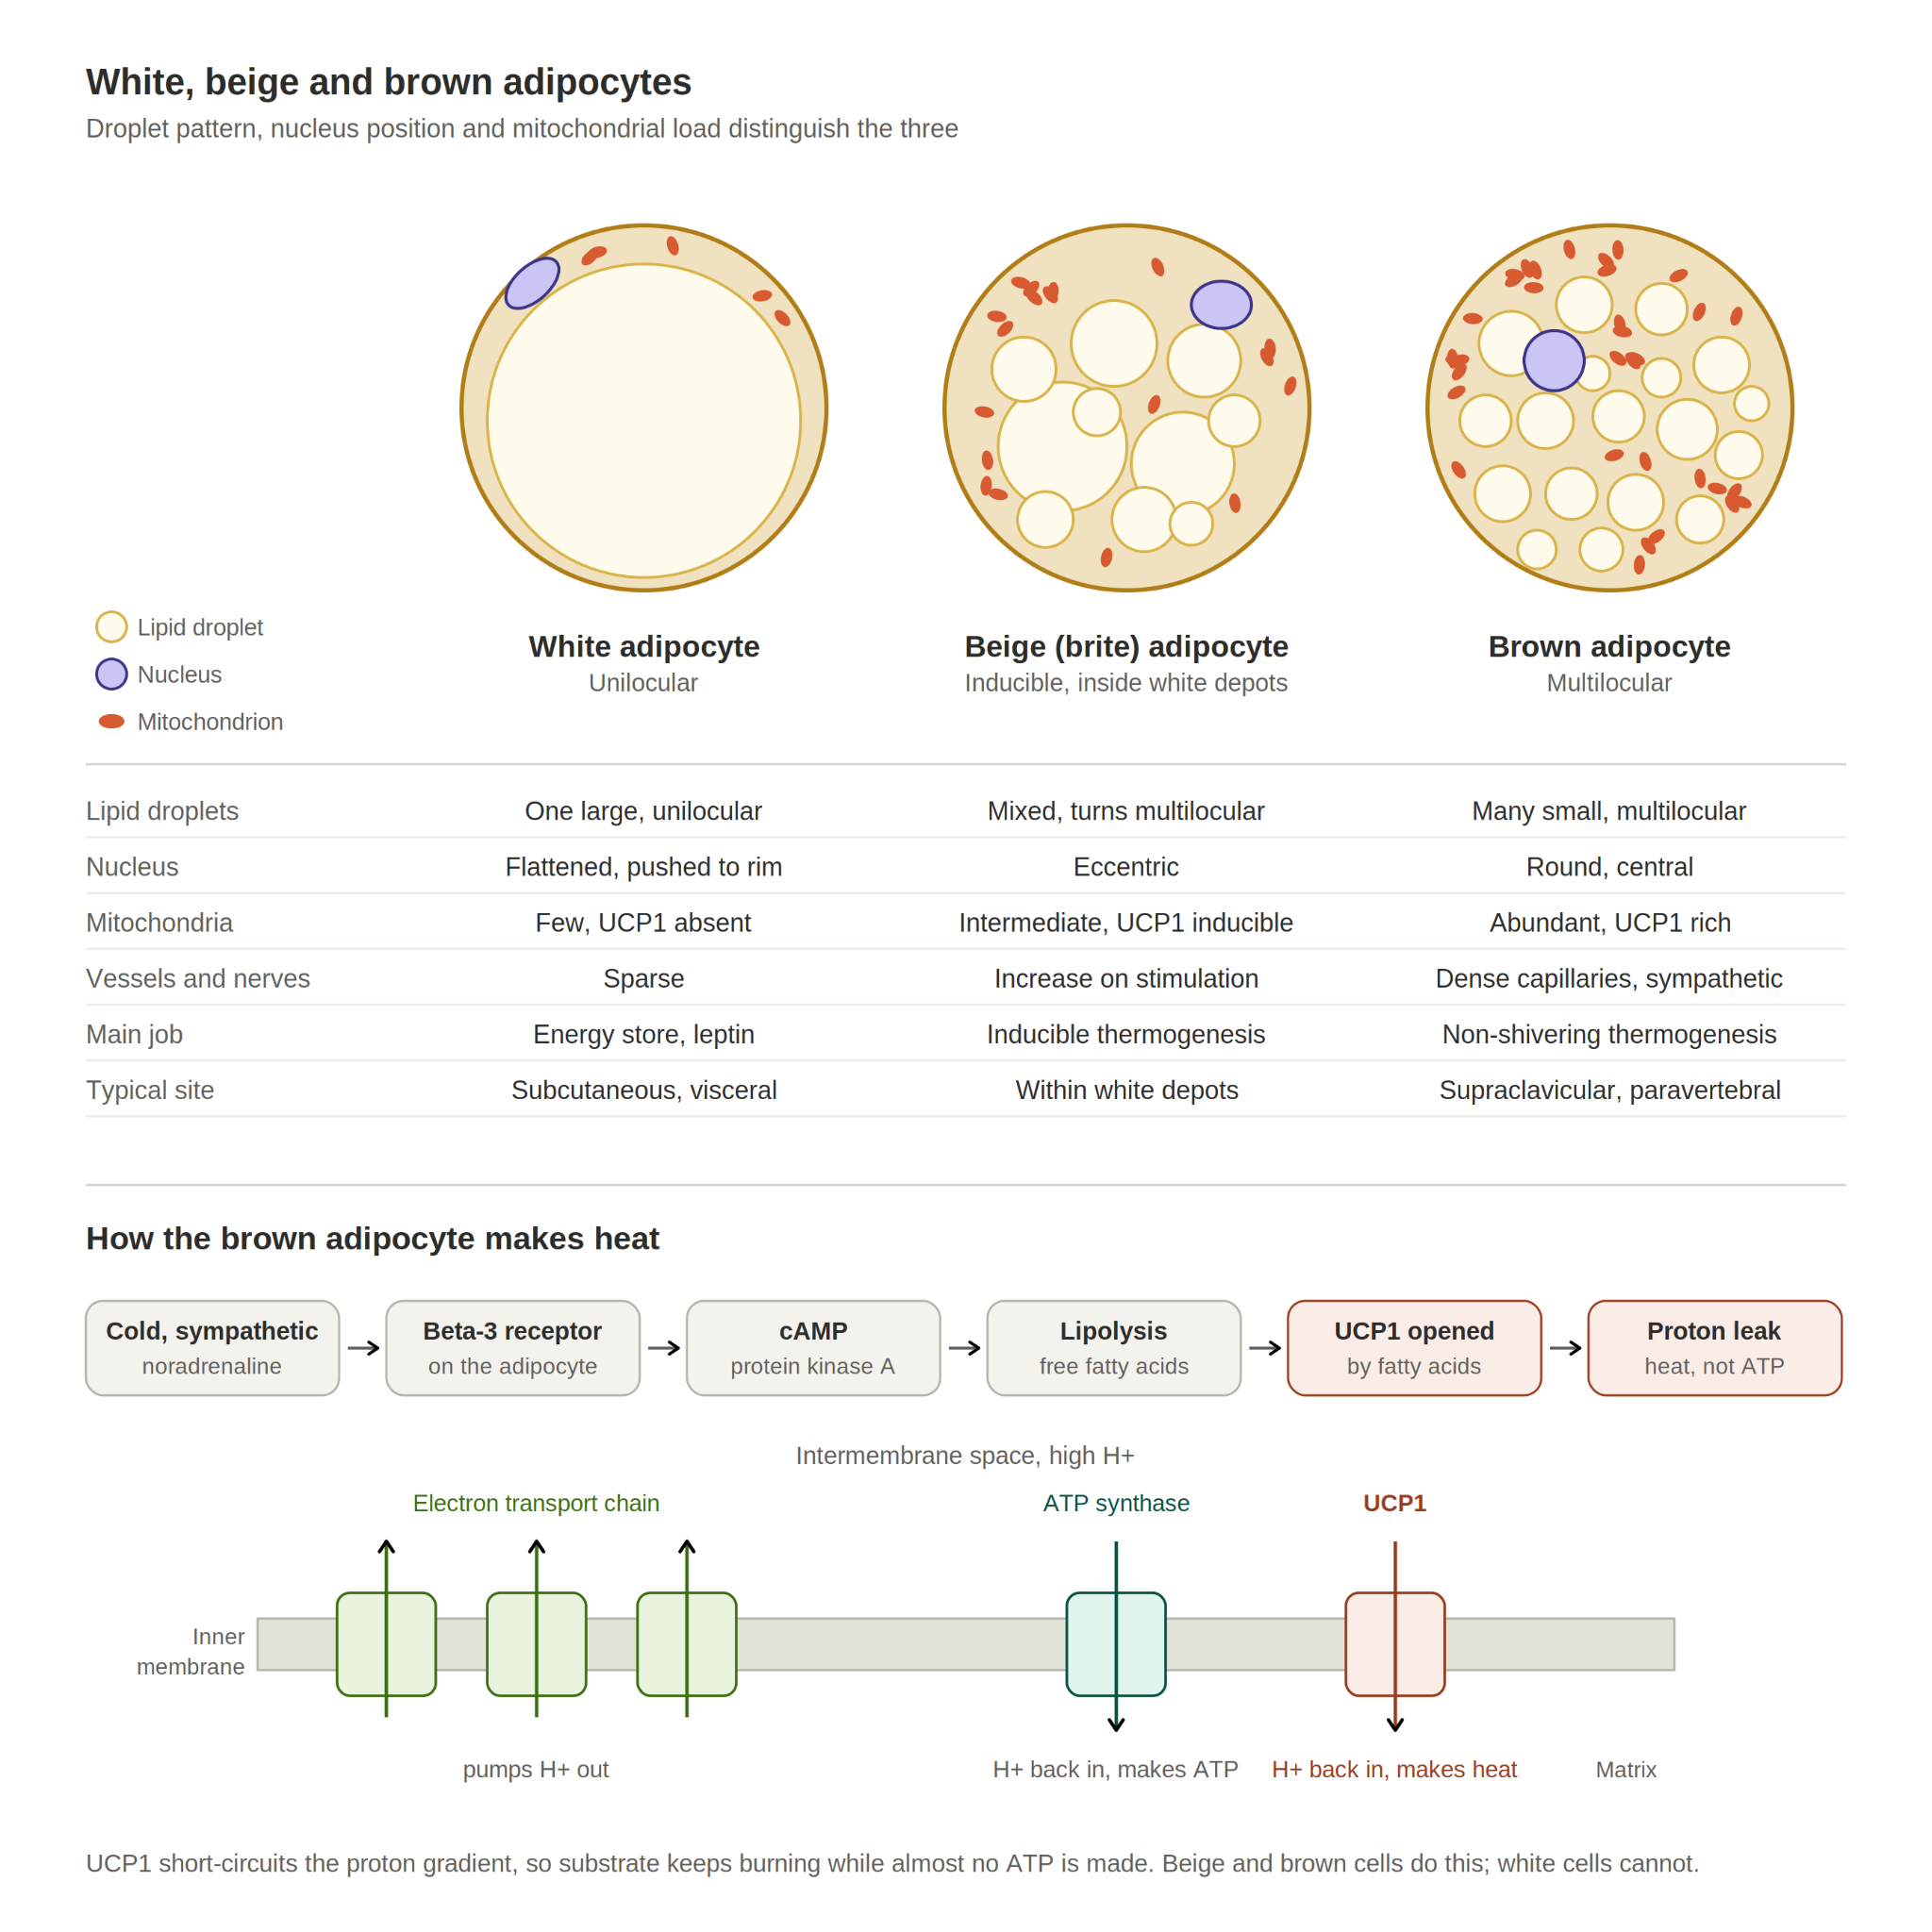 White, beige and brown adipocytes
Droplet pattern, nucleus position and mitochondrial load distinguish the three
Lipid droplet
Nucleus
Mitochondrion
White adipocyte
Unilocular
Beige (brite) adipocyte
Inducible, inside white depots
Brown adipocyte
Multilocular
Lipid droplets One large, unilocular Mixed, turns multilocular Many small, multilocular
Nucleus Flattened, pushed to rim Eccentric Round, central
Mitochondria Few, UCP1 absent Intermediate, UCP1 inducible Abundant, UCP1 rich
Vessels and nerves Sparse Increase on stimulation Dense capillaries, sympathetic
Main job Energy store, leptin Inducible thermogenesis Non-shivering thermogenesis
Typical site Subcutaneous, visceral Within white depots Supraclavicular, paravertebral
How the brown adipocyte makes heat
Cold, sympathetic
noradrenaline
Beta-3 receptor
on the adipocyte
cAMP
protein kinase A
Lipolysis
free fatty acids
UCP1 opened
by fatty acids
Proton leak
heat, not ATP
Intermembrane space, high H+
Electron transport chain
ATP synthase
UCP1
Inner
membrane
pumps H+ out
H+ back in, makes ATP
H+ back in, makes heat
Matrix
UCP1 short-circuits the proton gradient, so substrate keeps burning while almost no ATP is made. Beige and brown cells do this; white cells cannot.